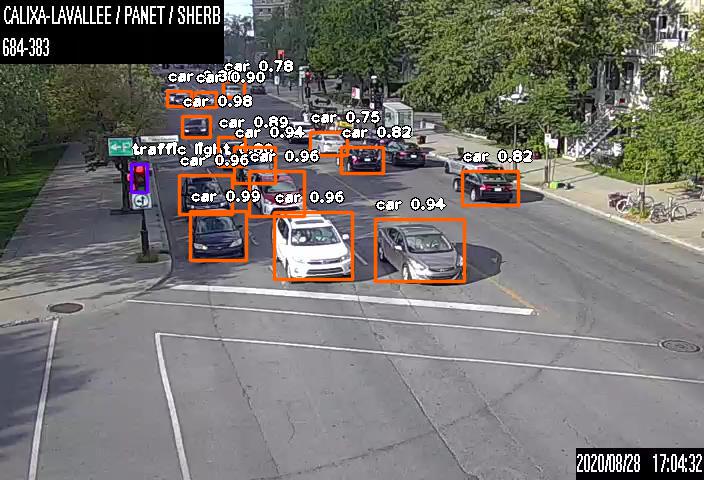 CALIXA-LAVALLEE / PANET / SHERB
684-383
car 0.78
car 0.90
car
car 0.98
car 0.89
car 0.75
car 0.94
car 0.82
traffic light
car 0.96
car 0.96
car 0.82
car 0.99
car 0.96
car 0.94
P
2020/08/28 17:04:32